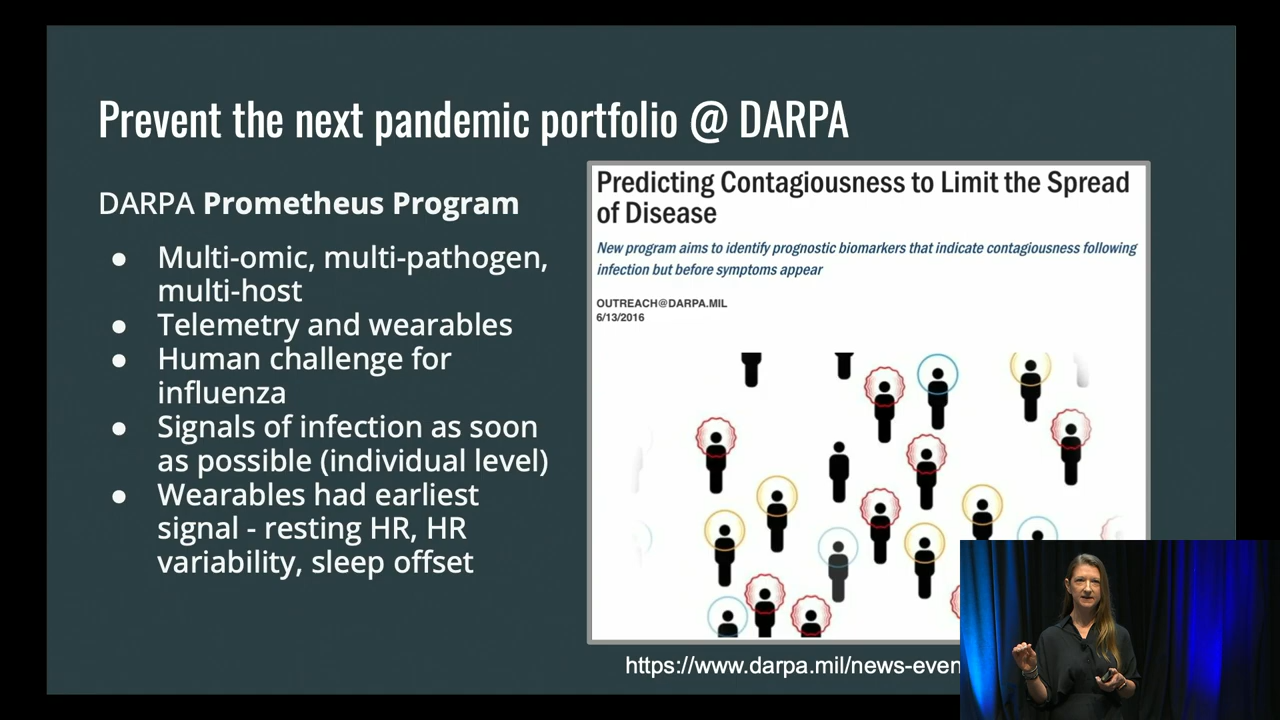 Prevent the next pandemic portfolio @ DARPA
DARPA Prometheus Program
● Multi-omic, multi-pathogen,
multi-host
● Telemetry and wearables
● Human challenge for
influenza
● Signals of infection as soon
as possible (individual level)
● Wearables had earliest
signal - resting HR, HR
variability, sleep offset
Predicting Contagiousness to Limit the Spread
of Disease
New program aims to identify prognostic biomarkers that indicate contagiousness following
infection but before symptoms appear
OUTREACH@DARPA.MIL
6/13/2016
https://www.darpa.mil/news-even